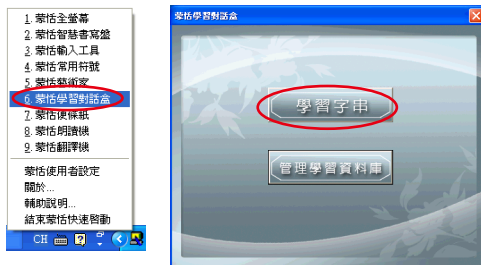 1. 蒙恬全螢幕
2. 蒙恬智慧書寫盤
3. 蒙恬輸入工具
4. 蒙恬常用符號
5. 蒙恬藝術家
6. 蒙恬學習對話盒
7. 蒙恬便條紙
8. 蒙恬朗讀機
9. 蒙恬翻譯機
蒙恬使用者設定
關於...
輔助說明...
結束蒙恬快速啓動
CH
蒙恬學習對話盒
學習字串
管理學習資料庫